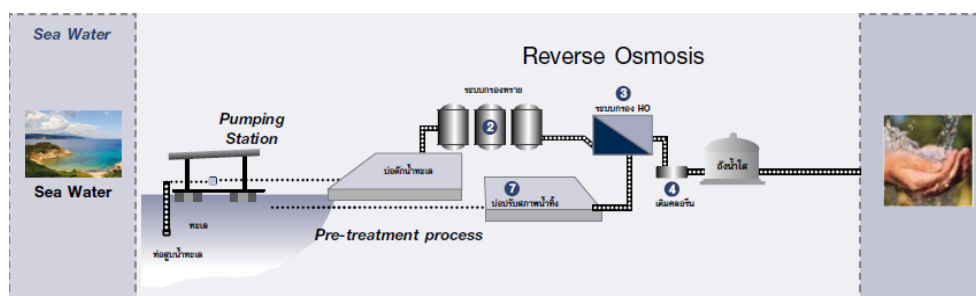 Sea Water
Reverse Osmosis
ระบบกรองทราย
3
ระบบกรอง HO
Pumping
Station
2
บ่อดักน้ำทะเล
ถังน้ำใส
Sea Water
7
บ่อปรับสภาพน้ำทิ้ง
4
เติมคลอรีน
ทะเล
Pre-treatment process
ท่อสูบน้ำทะเล